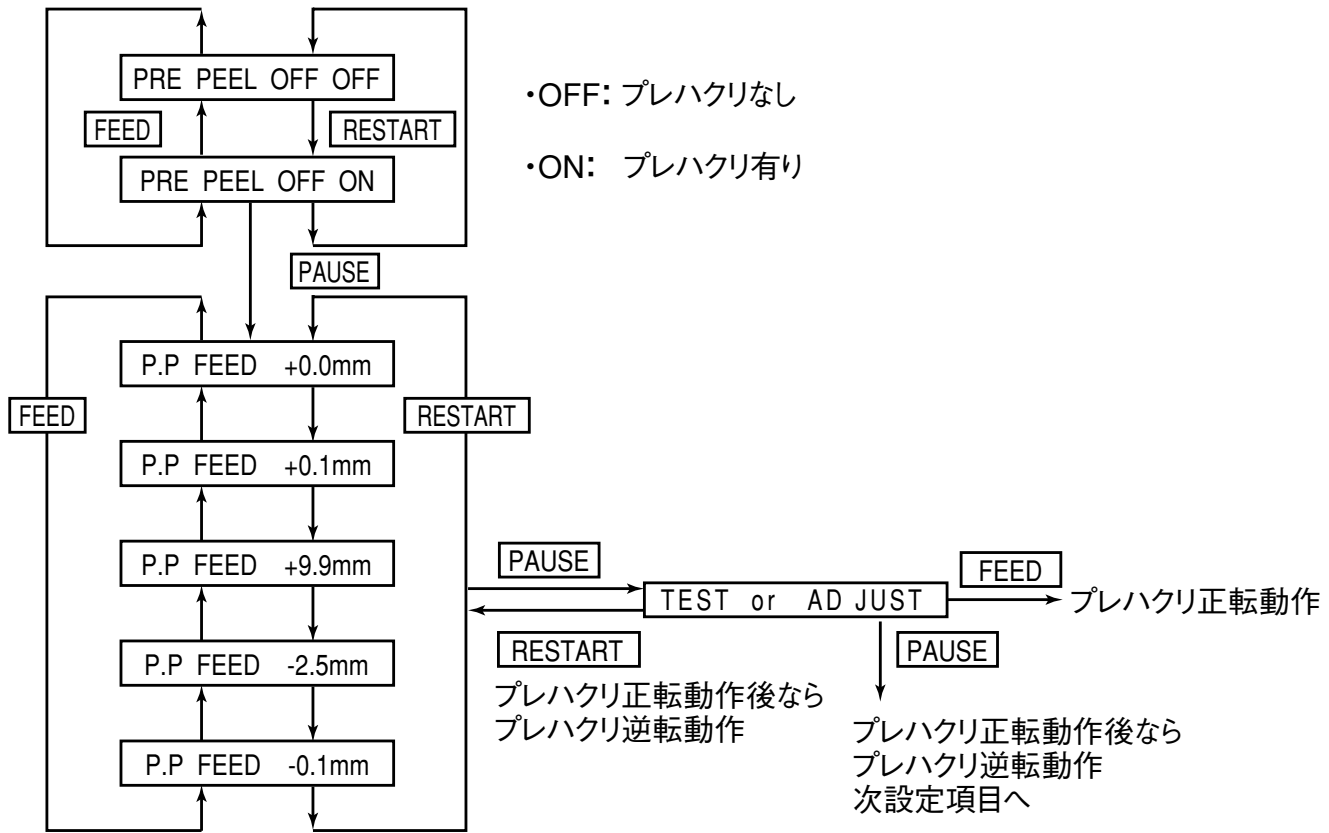 PRE PEEL OFF OFF
・OFF: プレハクリなし
FEED
RESTART
・ON: プレハクリ有り
PRE PEEL OFF ON
PAUSE
P.P FEED +0.0mm
FEED
RESTART
P.P FEED +0.1mm
P.P FEED +9.9mm
P.P FEED -2.5mm
P.P FEED -0.1mm
PAUSE
TEST or AD JUST
FEED
プレハクリ正転動作
RESTART
プレハクリ正転動作後なら
プレハクリ逆転動作
PAUSE
プレハクリ正転動作後なら
プレハクリ逆転動作
次設定項目へ